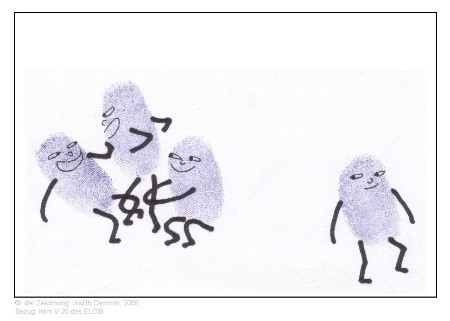 © der Zeichnung: Judith Demmin, 2005
Bezug: Item V-20 des ELDiB